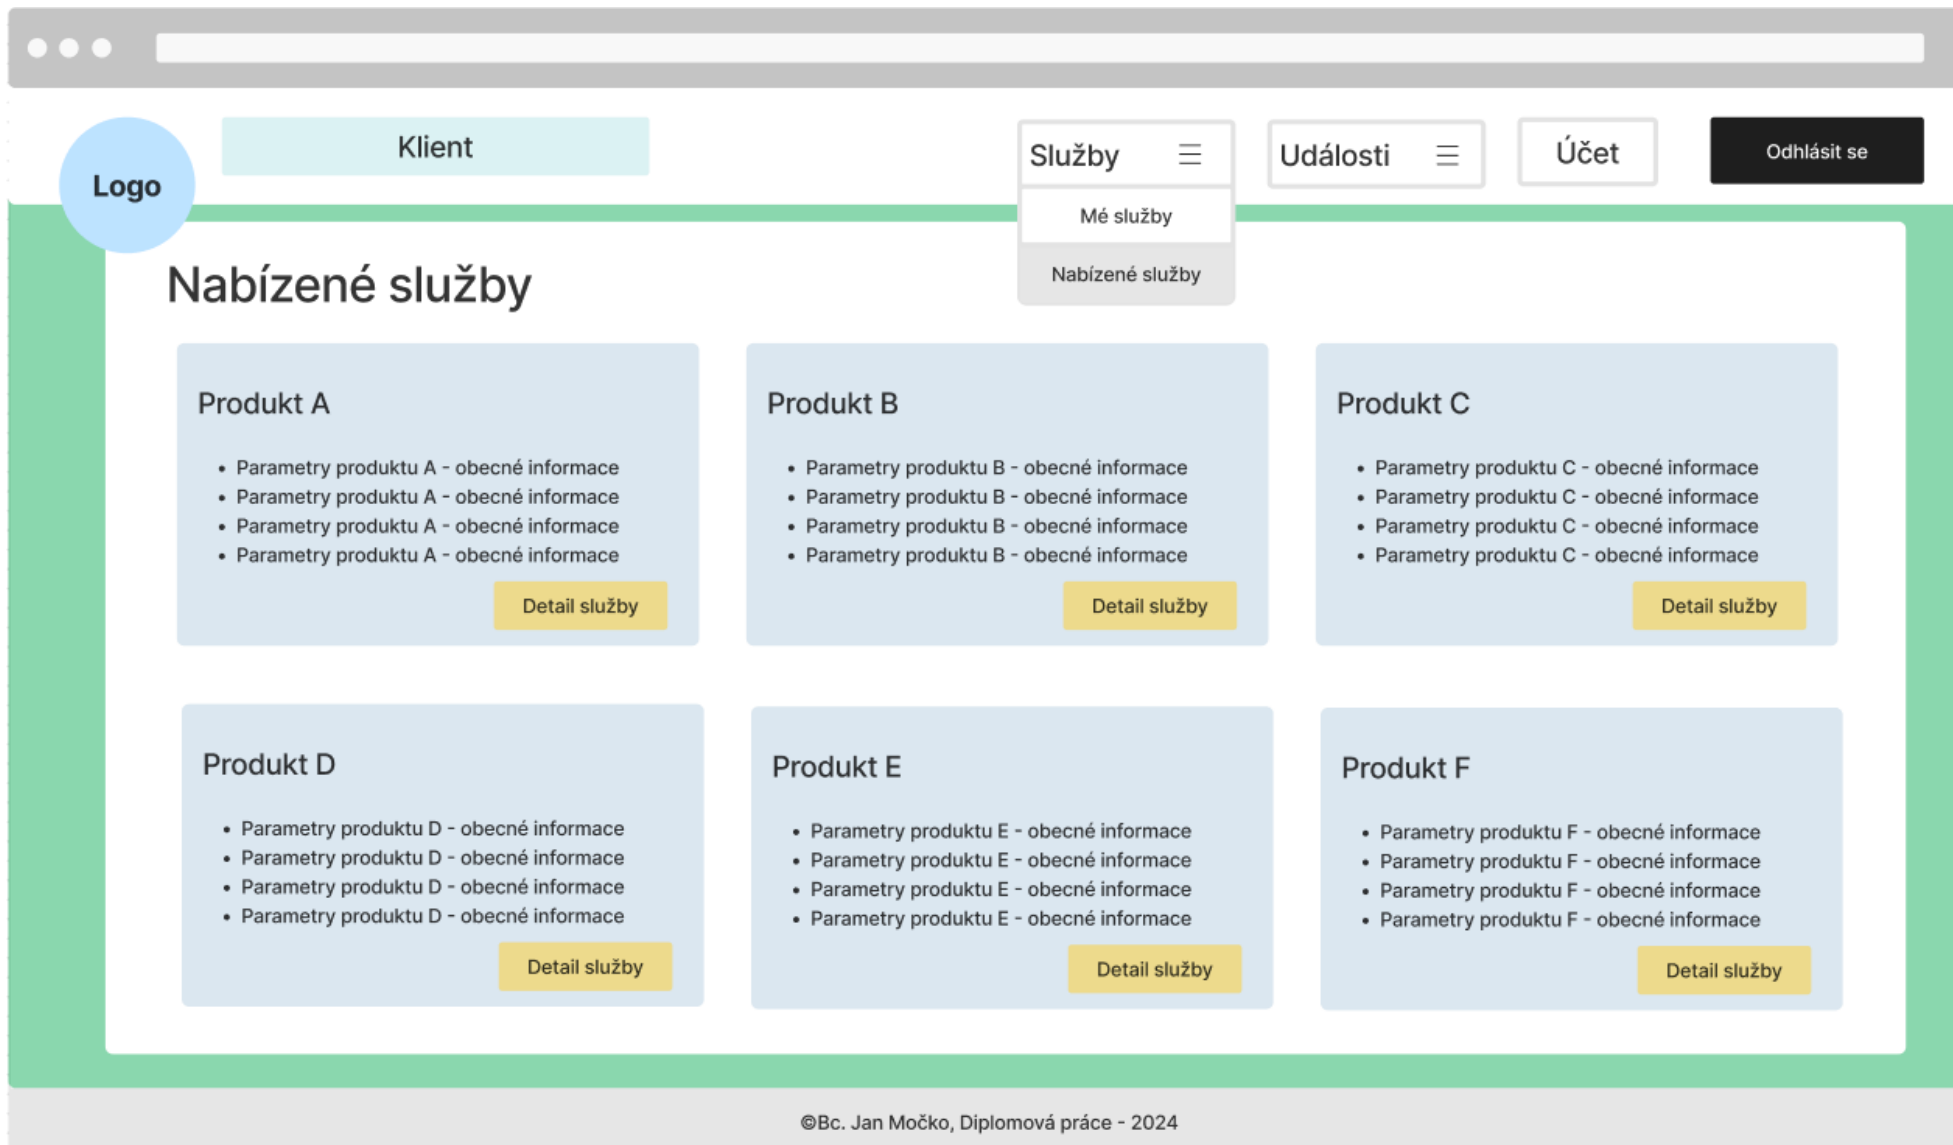 Logo
Klient
Služby
Události
Účet
Odhlásit se
Mé služby
Nabízené služby
Nabízené služby
Produkt A
Parametry produktu A - obecné informace
Parametry produktu A - obecné informace
Parametry produktu A - obecné informace
Parametry produktu A - obecné informace
Detail služby
Produkt B
Parametry produktu B - obecné informace
Parametry produktu B - obecné informace
Parametry produktu B - obecné informace
Parametry produktu B - obecné informace
Detail služby
Produkt C
Parametry produktu C - obecné informace
Parametry produktu C - obecné informace
Parametry produktu C - obecné informace
Parametry produktu C - obecné informace
Detail služby
Produkt D
Parametry produktu D - obecné informace
Parametry produktu D - obecné informace
Parametry produktu D - obecné informace
Parametry produktu D - obecné informace
Detail služby
Produkt E
Parametry produktu E - obecné informace
Parametry produktu E - obecné informace
Parametry produktu E - obecné informace
Parametry produktu E - obecné informace
Detail služby
Produkt F
Parametry produktu F - obecné informace
Parametry produktu F - obecné informace
Parametry produktu F - obecné informace
Parametry produktu F - obecné informace
Detail služby
©Bc. Jan Močko, Diplomová práce - 2024